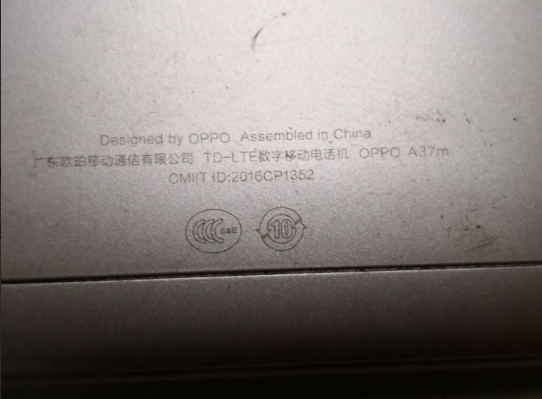 Designed by OPPO Assembled in China
广东欧珀移动通信有限公司 TD-LTE数字移动电话机 OPPO A37m
CMIIT ID:2016CP1352
S&E 10